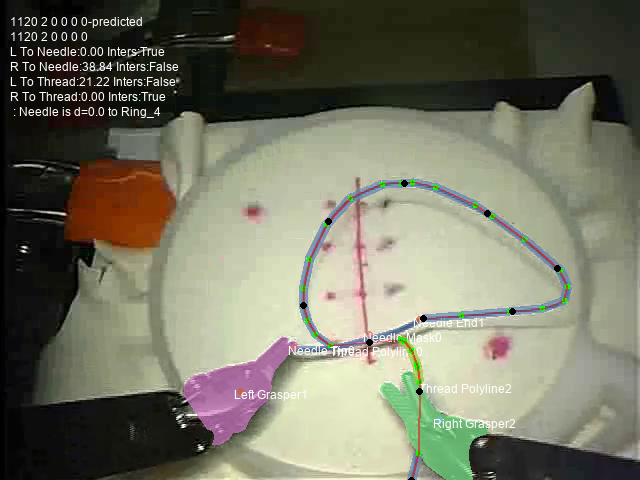 1120 2 0 0 0 0-predicted
1120 2 0 0 0 0
L To Needle:0.00 Inters:True
R To Needle:38.84 Inters:False
L To Thread:21.22 Inters:False
R To Thread:0.00 Inters:True
: Needle is d=0.0 to Ring_4
Needle End1
Needle Mask0
Needle
Polyline0
Thread Polyline2
Left Grasper1
Right Grasper2